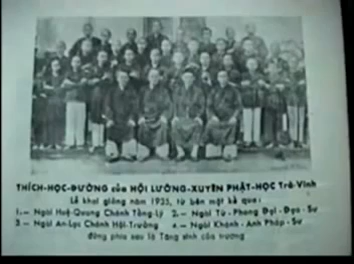 THÍCH-HỌC-ĐƯỜNG của HỘI LƯỠNG-XUYÊN PHẬT-HỌC Trà-Vinh
Lễ khai giảng năm 1935, từ bên mặt kể qua:
1.— Ngài Huệ-Quang Chánh Tổng-Lý 2.— Ngài Từ-Phong Đại-Đạo-Sư
3.— Ngài An-Lạc Chánh Hội-Trưởng 4.— Ngài Khánh-Anh Pháp-Sư
đứng phía sau là Tăng sinh của trường